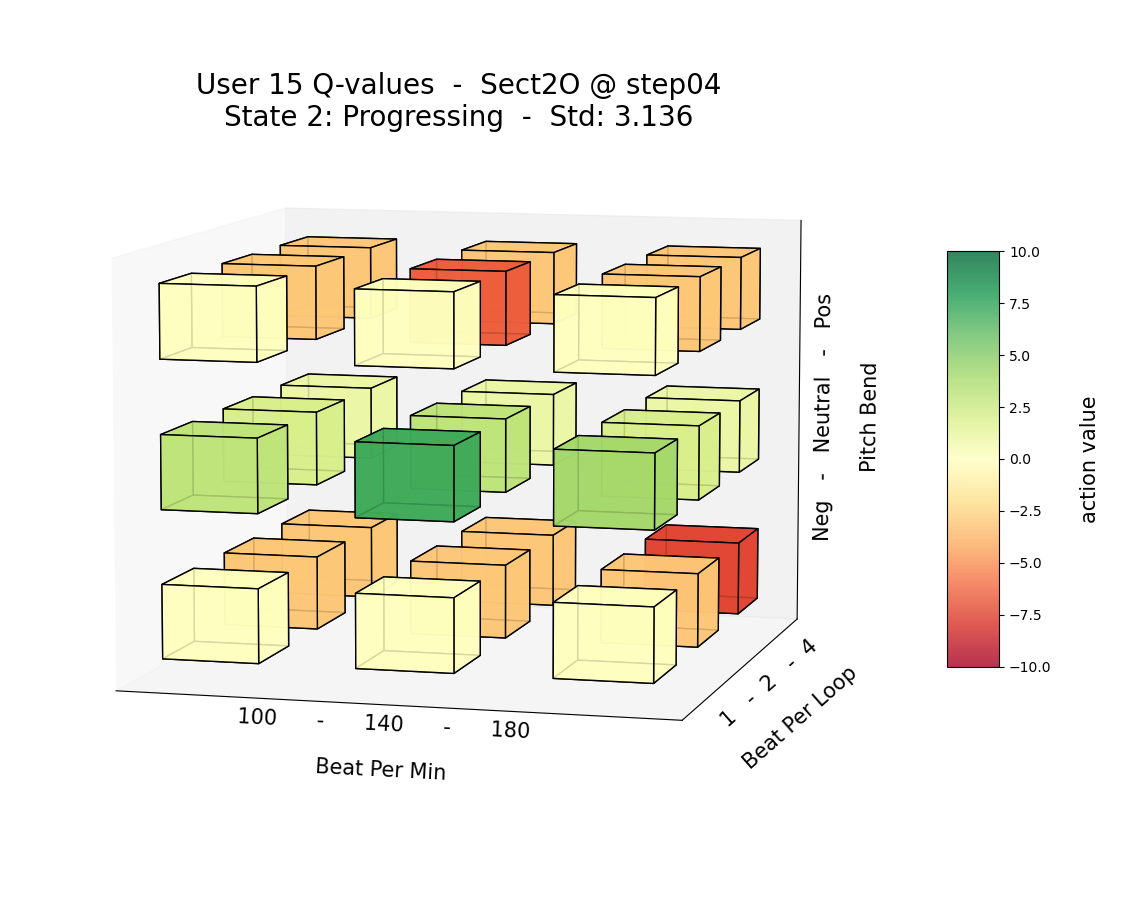 User 15 Q-values  -  Sect2O @ step04
State 2: Progressing  -  Std: 3.136
Neg   -   Neutral   -   Pos
Pitch Bend
1  -  2  -  4
Beat Per Loop
100   -   140   -   180
Beat Per Min
10.0
7.5
5.0
2.5
0.0
−2.5
−5.0
−7.5
−10.0
action value